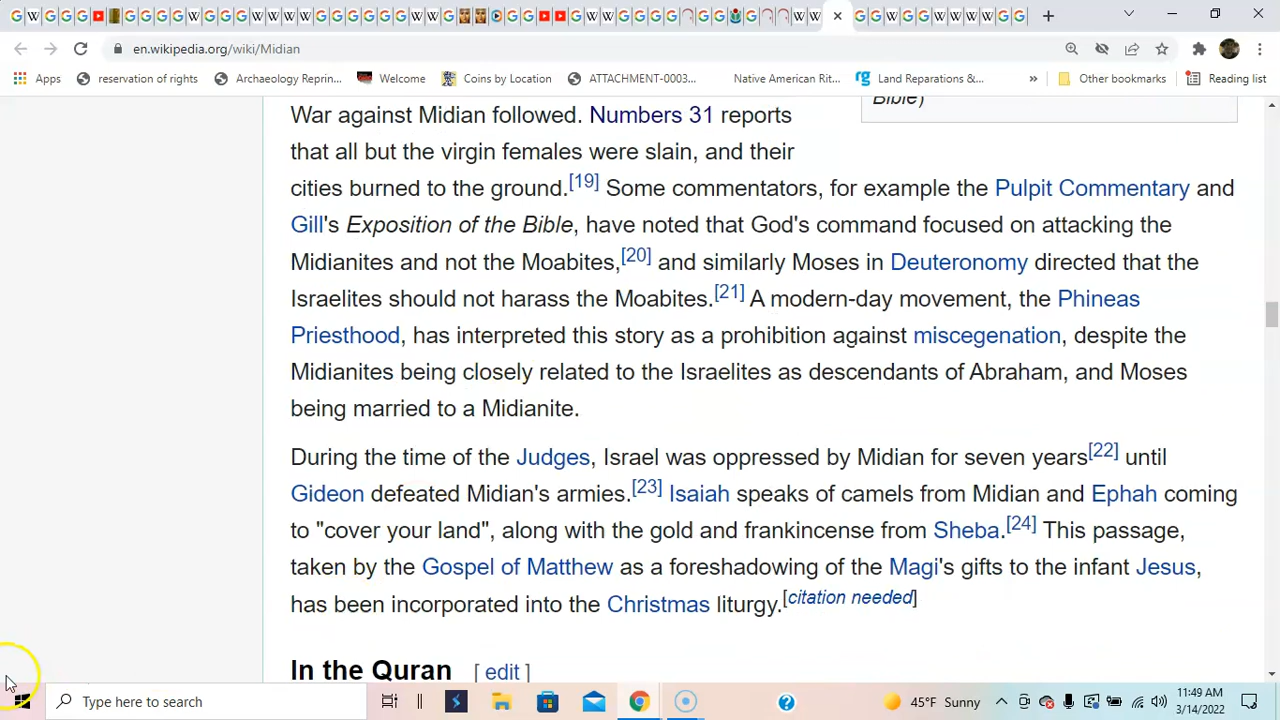 en.wikipedia.org/wiki/Midian
Apps
reservation of rights
Archaeology Reprin...
Welcome
Coins by Location
ATTACHMENT-0003...
Native American Rit...
Land Reparations &...
»
Other bookmarks
Reading list
Bible)
War against Midian followed. Numbers 31 reports
that all but the virgin females were slain, and their
cities burned to the ground.[19] Some commentators, for example the Pulpit Commentary and
Gill's Exposition of the Bible, have noted that God's command focused on attacking the
Midianites and not the Moabites,[20] and similarly Moses in Deuteronomy directed that the
Israelites should not harass the Moabites.[21] A modern-day movement, the Phineas
Priesthood, has interpreted this story as a prohibition against miscegenation, despite the
Midianites being closely related to the Israelites as descendants of Abraham, and Moses
being married to a Midianite.
During the time of the Judges, Israel was oppressed by Midian for seven years[22] until
Gideon defeated Midian's armies.[23] Isaiah speaks of camels from Midian and Ephah coming
to "cover your land", along with the gold and frankincense from Sheba.[24] This passage,
taken by the Gospel of Matthew as a foreshadowing of the Magi's gifts to the infant Jesus,
has been incorporated into the Christmas liturgy.[citation needed]
In the Quran [ edit ]
Type here to search
45°F Sunny
11:49 AM
3/14/2022